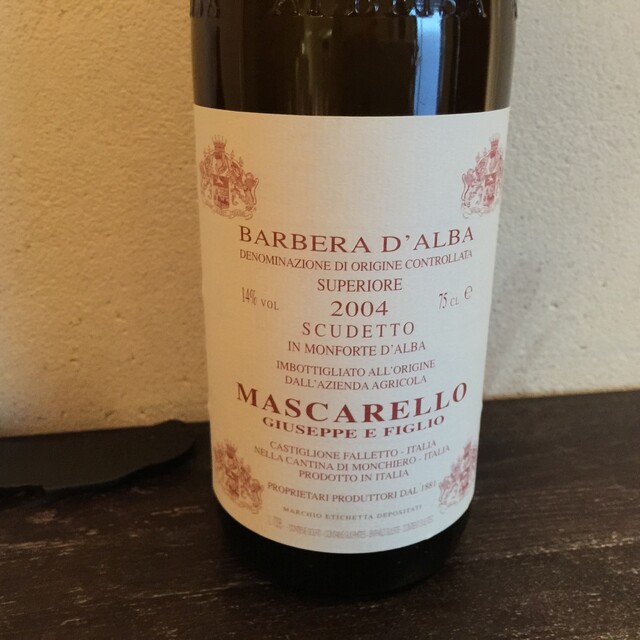 BARBERA D'ALBA
DENOMINAZIONE DI ORIGINE CONTROLLATA
SUPERIORE
14% VOL 2004 75 CL e
SCUDETTO
IN MONFORTE D'ALBA
IMBOTTIGLIATO ALL'ORIGINE
DALL'AZIENDA AGRICOLA
MASCARELLO
GIUSEPPE E FIGLIO
CASTIGLIONE FALLETTO - ITALIA
NELLA CANTINA DI MONCHIERO - ITALIA
PRODOTTO IN ITALIA
PROPRIETARI PRODUTTORI DAL 1881
MARCHIO ETICHETTA DEPOSITATI